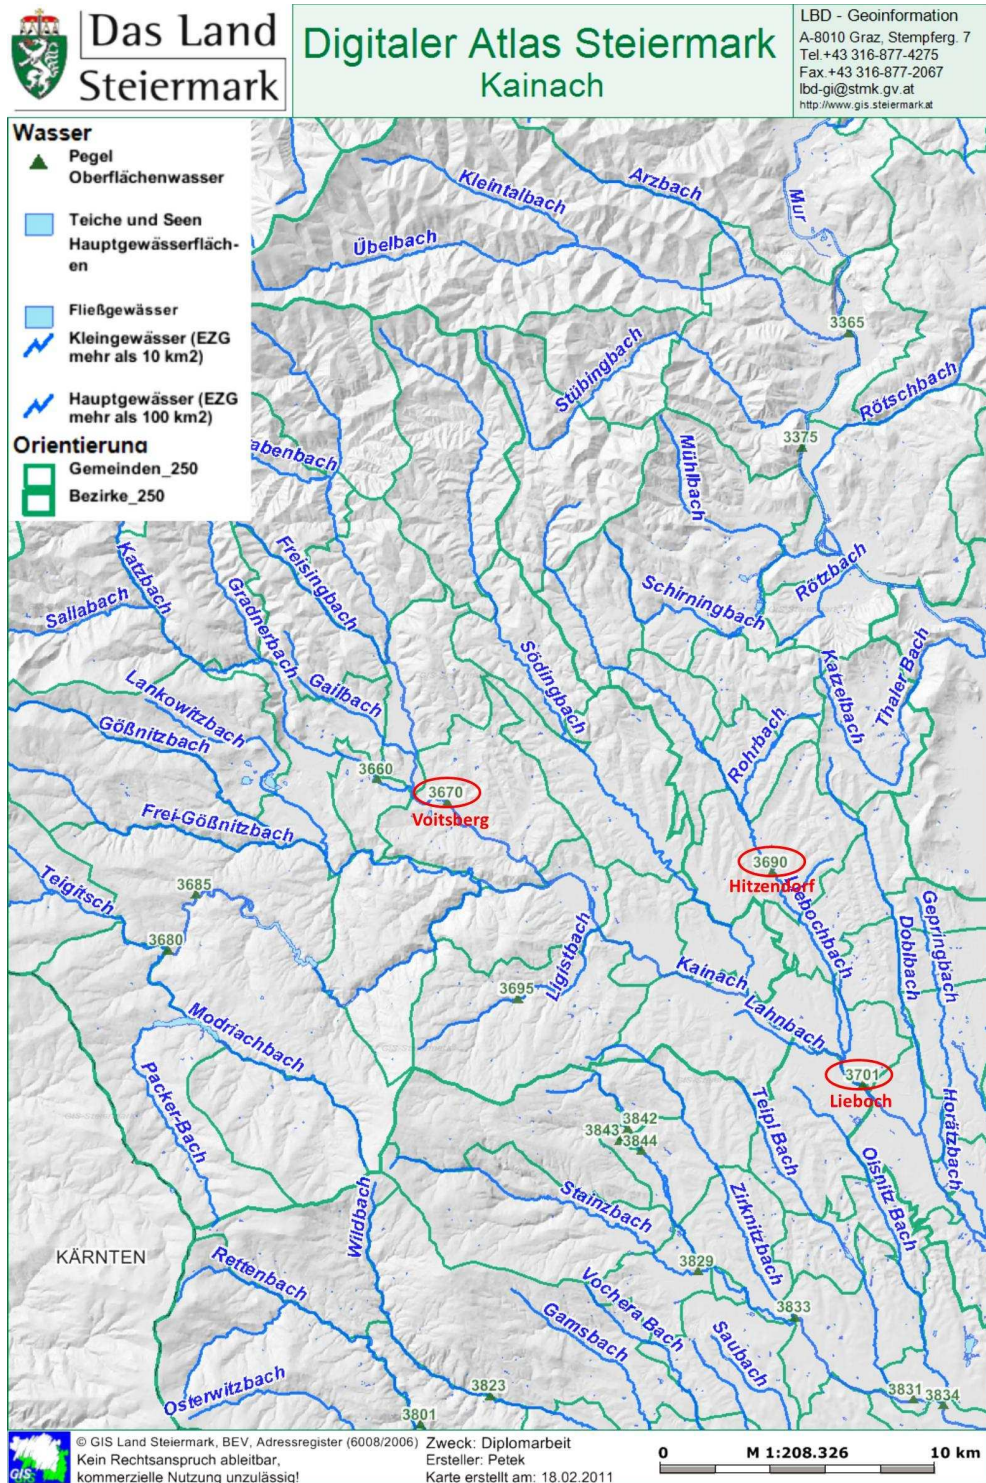 Das Land
Steiermark
Digitaler Atlas Steiermark
Kainach
LBD - Geoinformation
A-8010 Graz, Stempferg. 7
Tel.+43 316-877-4275
Fax.+43 316-877-2067
lbd-gi@stmk.gv.at
http://www.gis.steiermark.at
Wasser
Pegel
Oberflächenwasser
Teiche und Seen
Hauptgewässerfläch-
en
Fließgewässer
Kleingewässer (EZG
mehr als 10 km2)
Hauptgewässer (EZG
mehr als 100 km2)
Orientierung
Gemeinden_250
Bezirke_250
Kleintalbach
Arzbach
Mur
Übelbach
3365
Stübingbach
Rötschbach
3375
Mühlbach
abenbach
Katzbach
Freisingbach
Gradnerbach
Sallabach
Schirningbach
Rötzbach
Södingbach
Katzelbach
Thaler Bach
Gailbach
Lankowitzbach
Gößnitzbach
Rohrbach
3660
3670
Voitsberg
Frei-Gößnitzbach
3690
Hitzendorf
Teigitsch
3685
Liebochbach
Doblbach
Gepringbach
3680
Ligistbach
Kainach
3695
Modriachbach
Lahnbach
Packer-Bach
3701
Lieboch
Teipl Bach
Horätzbach
3842
3843
3844
Oisnitz Bach
Stainzbach
Zirknitzbach
Wildbach
KÄRNTEN
Rettenbach
3829
Vochera Bach
Gamsbach
3833
Saubach
Osterwitzbach
3823
3831
3834
3801
GIS
© GIS Land Steiermark, BEV, Adressregister (6008/2006)
Kein Rechtsanspruch ableitbar,
kommerzielle Nutzung unzulässig!
Zweck: Diplomarbeit
Ersteller: Petek
Karte erstellt am: 18.02.2011
0 M 1:208.326 10 km